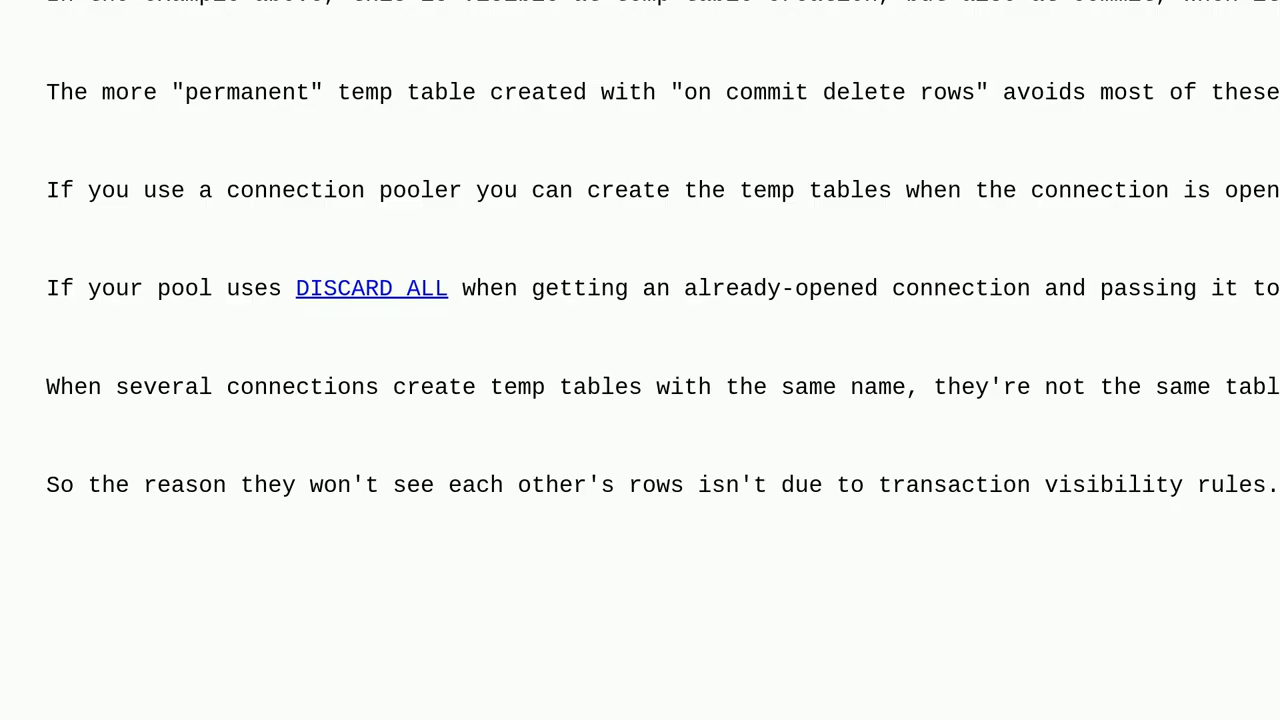 The more "permanent" temp table created with "on commit delete rows" avoids most of these
If you use a connection pooler you can create the temp tables when the connection is open
If your pool uses DISCARD ALL when getting an already-opened connection and passing it to
When several connections create temp tables with the same name, they're not the same tabl
So the reason they won't see each other's rows isn't due to transaction visibility rules.